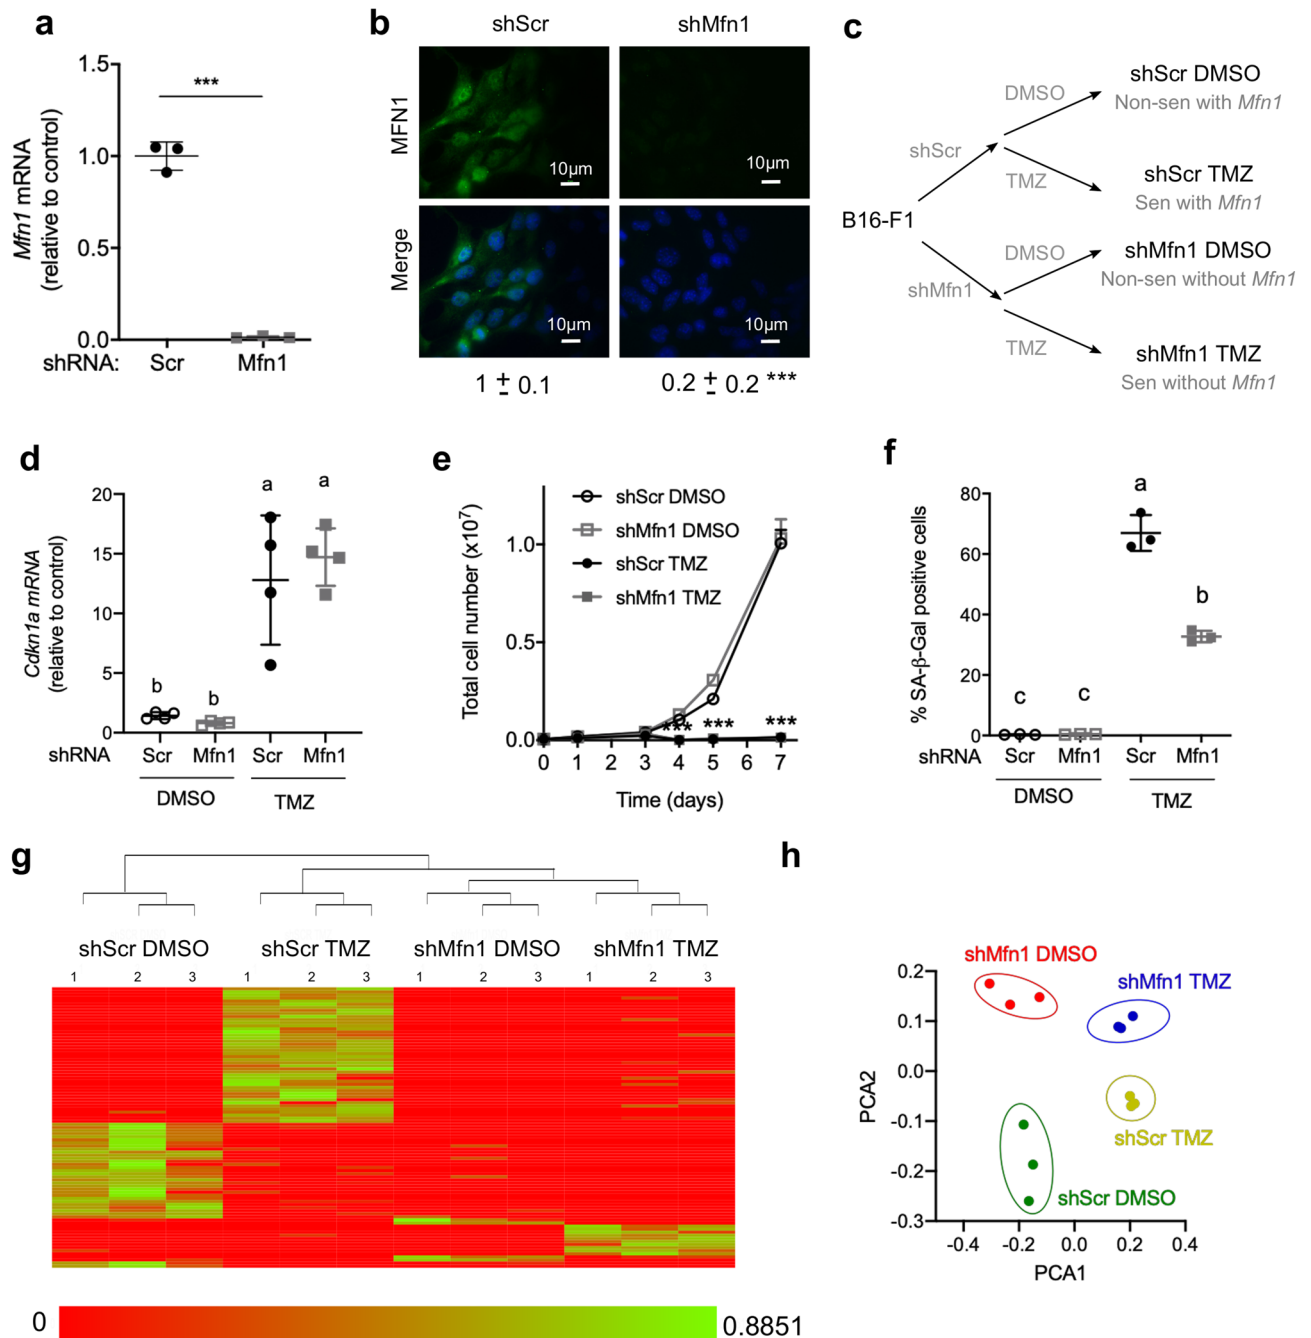 a
1.5
1.0
0.5
0.0
Mfn1 mRNA
(relative to control)
***
shRNA: Scr Mfn1
b
shScr shMfn1
MFN1
10µm 10µm
Merge
10µm 10µm
1 ± 0.1 0.2 ± 0.2 ***
c
B16-F1
shScr
shMfn1
DMSO
TMZ
DMSO
TMZ
shScr DMSO
Non-sen with Mfn1
shScr TMZ
Sen with Mfn1
shMfn1 DMSO
Non-sen without Mfn1
shMfn1 TMZ
Sen without Mfn1
d
Cdkn1a mRNA
(relative to control)
20
15
10
5
0
b b a a
shRNA Scr Mfn1 Scr Mfn1
DMSO TMZ
e
Total cell number (x10⁷)
1.0
0.5
0.0
shScr DMSO
shMfn1 DMSO
shScr TMZ
shMfn1 TMZ
*** *** ***
0 1 2 3 4 5 6 7
Time (days)
f
% SA-β-Gal positive cells
80
60
40
20
0
c c a b
shRNA Scr Mfn1 Scr Mfn1
DMSO TMZ
g
shScr DMSO shScr TMZ shMfn1 DMSO shMfn1 TMZ
1 2 3 1 2 3 1 2 3 1 2 3
0 0.8851
h
PCA2
0.2
0.1
0.0
-0.1
-0.2
-0.3
shMfn1 DMSO
shMfn1 TMZ
shScr TMZ
shScr DMSO
-0.4 -0.2 0.0 0.2 0.4
PCA1